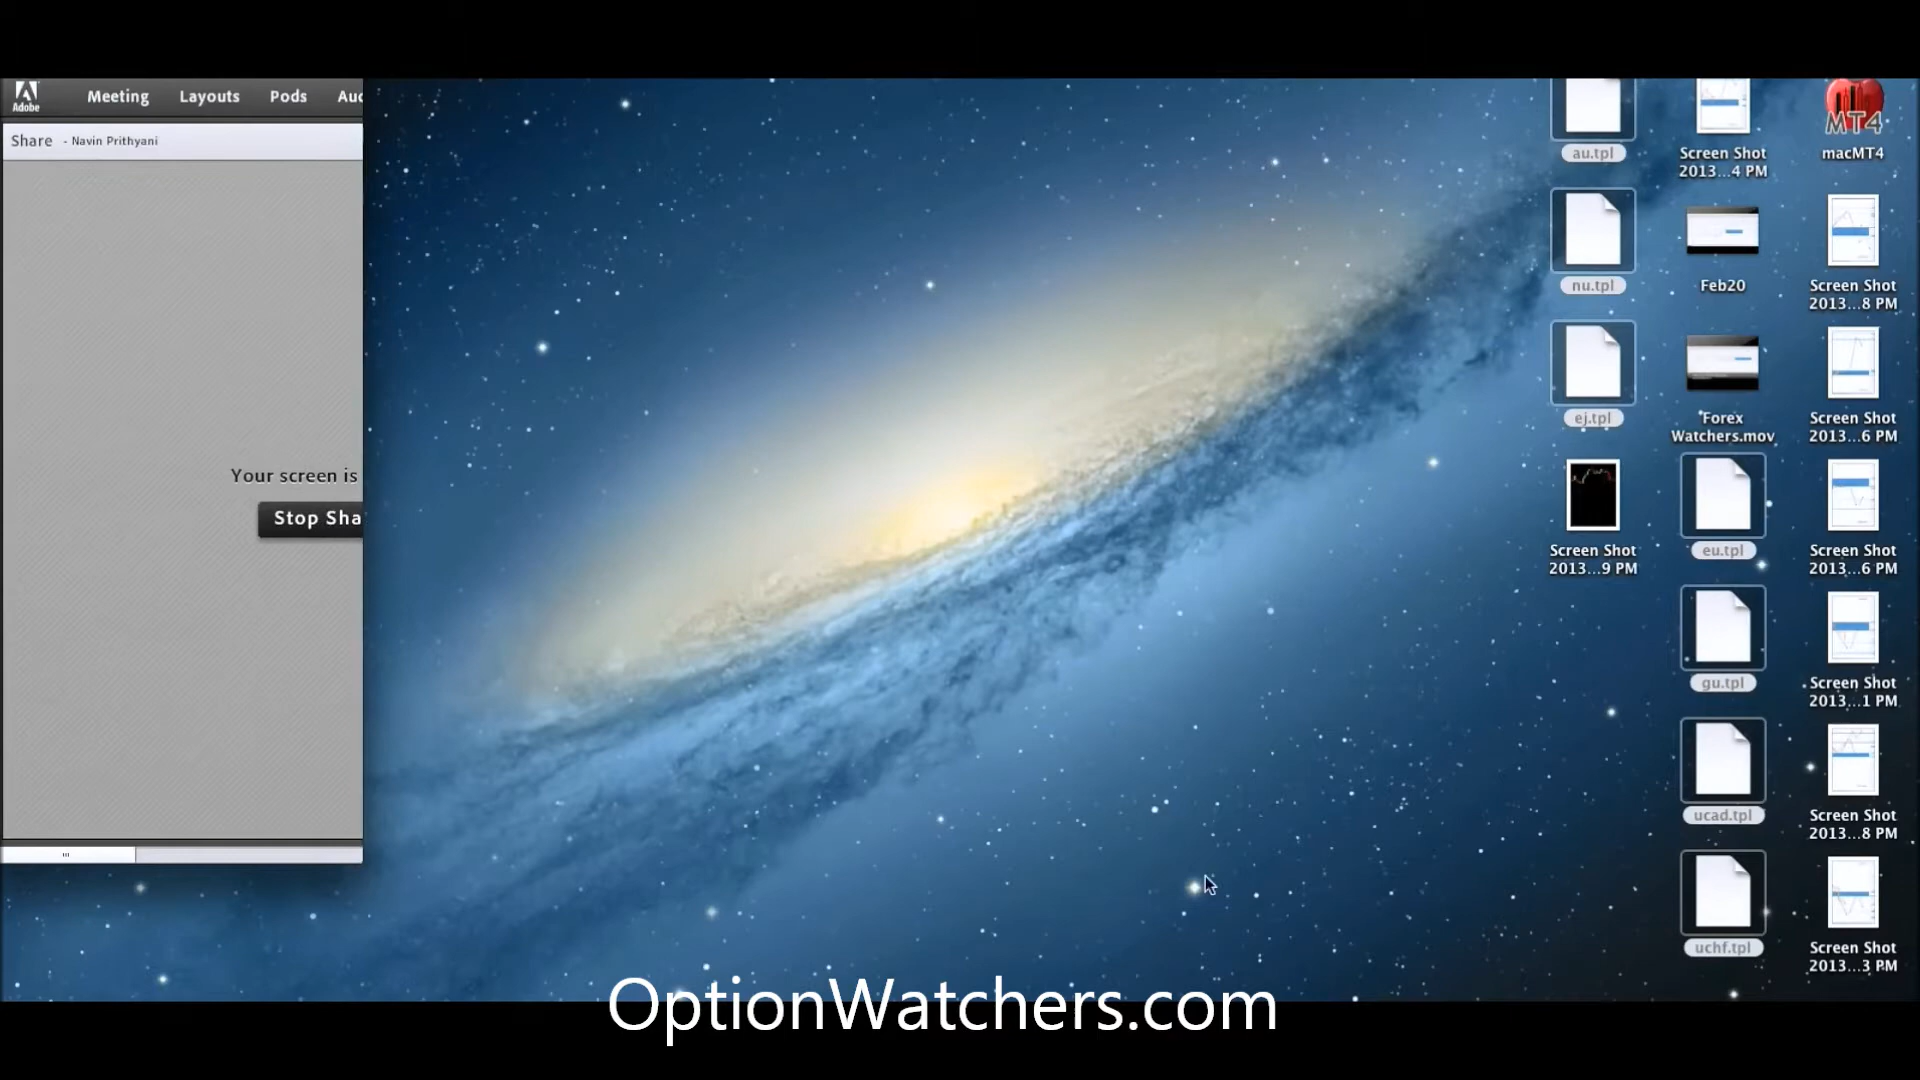 Adobe
Meeting
Layouts
Pods
Share - Navin Prithyani
Your screen is
Stop Sha
au.tpl
Screen Shot
2013...4 PM
MT4
macMT4
nu.tpl
Feb20
Screen Shot
2013...8 PM
ej.tpl
Forex
Watchers.mov
Screen Shot
2013...6 PM
Screen Shot
2013...9 PM
eu.tpl
Screen Shot
2013...6 PM
gu.tpl
Screen Shot
2013...1 PM
ucad.tpl
Screen Shot
2013...8 PM
uchf.tpl
Screen Shot
2013...3 PM
OptionWatchers.com